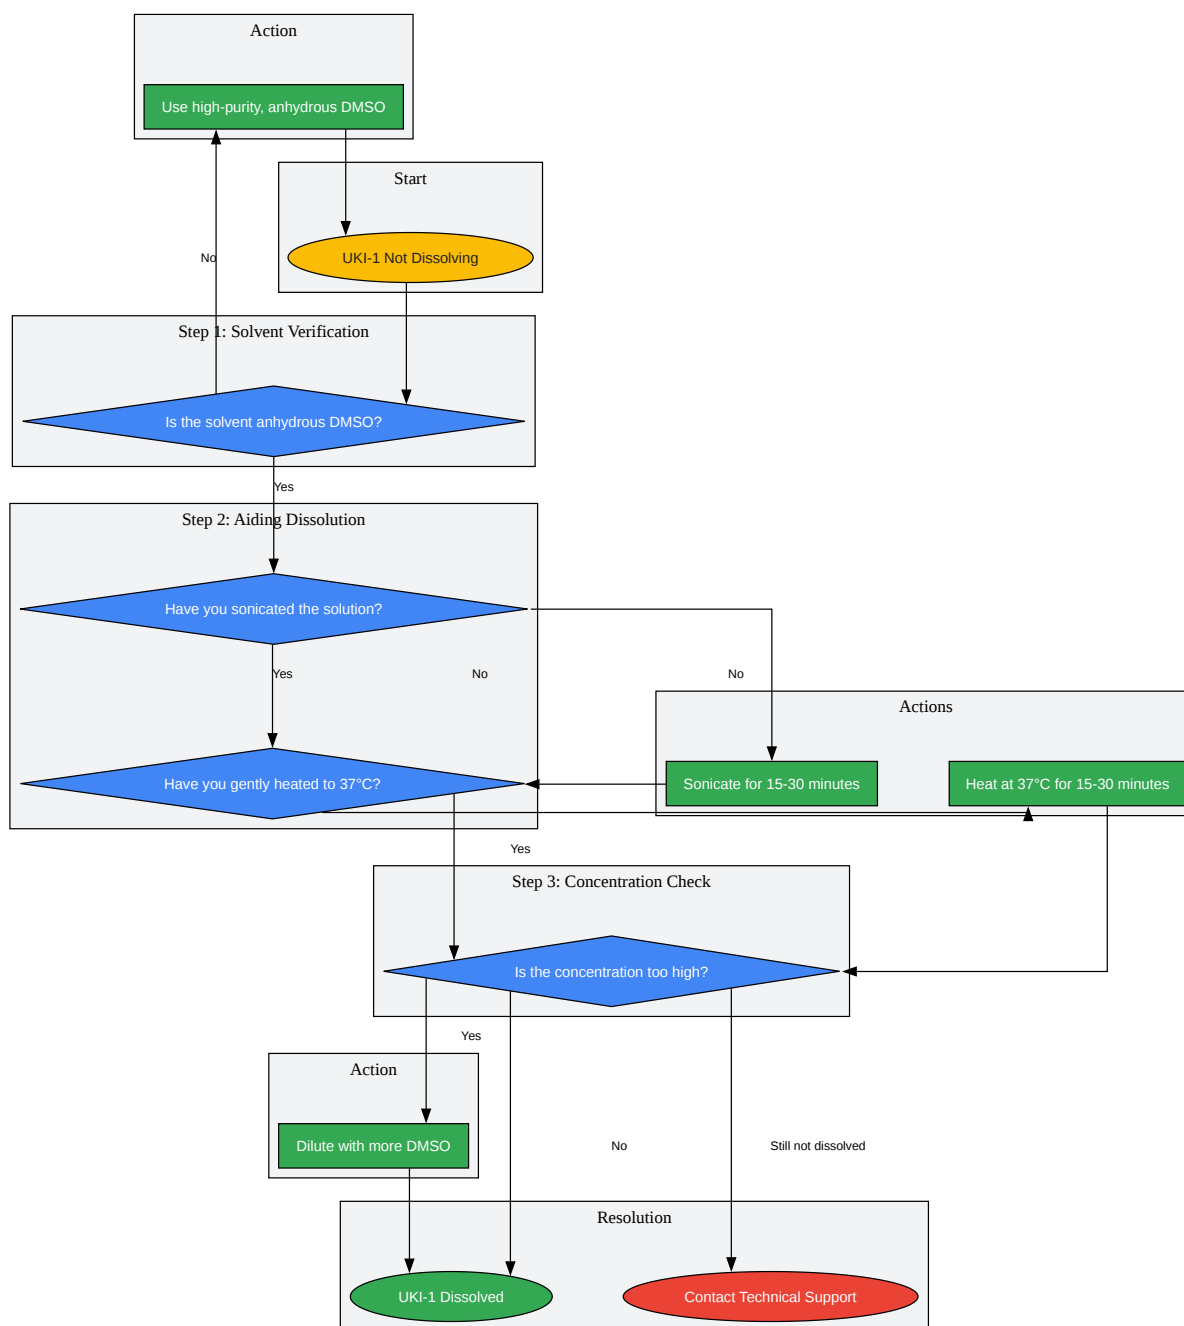 Action
Use high-purity, anhydrous DMSO
Start
UKI-1 Not Dissolving
No
Step 1: Solvent Verification
Is the solvent anhydrous DMSO?
Yes
Step 2: Aiding Dissolution
Have you sonicated the solution?
Yes
No
No
Actions
Have you gently heated to 37°C?
Sonicate for 15-30 minutes
Heat at 37°C for 15-30 minutes
Yes
Step 3: Concentration Check
Is the concentration too high?
Yes
Action
Dilute with more DMSO
No
Still not dissolved
Resolution
UKI-1 Dissolved
Contact Technical Support